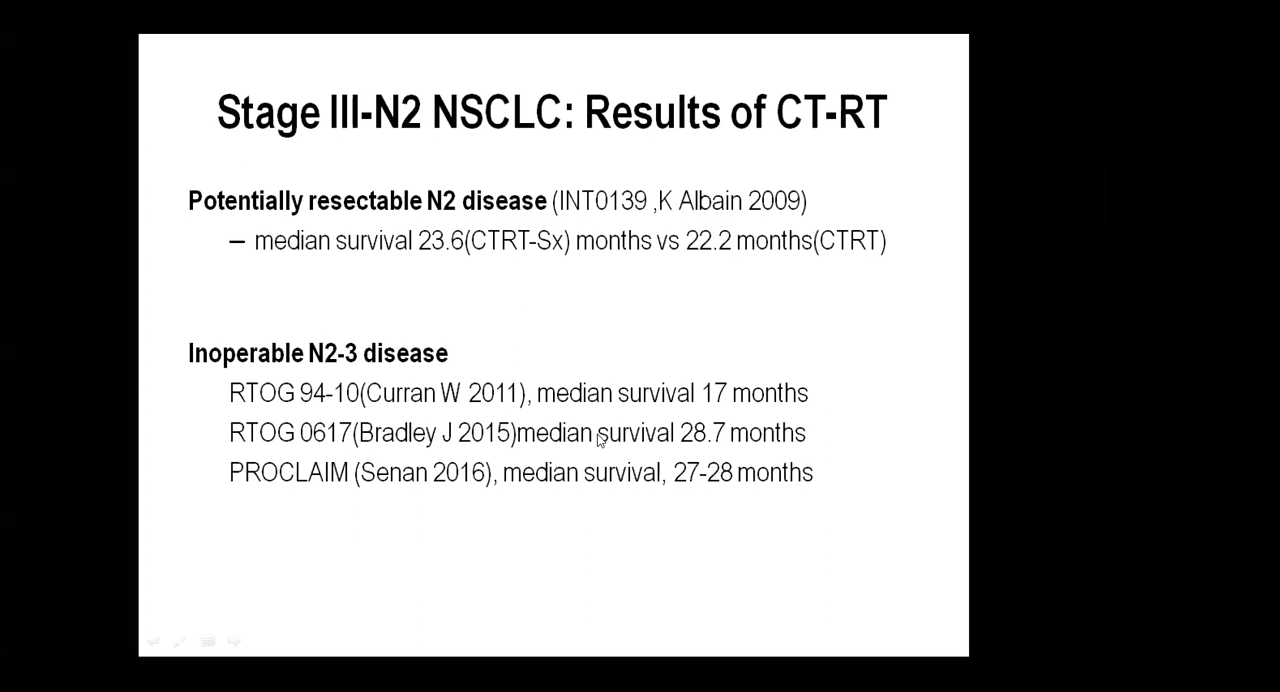 Stage III-N2 NSCLC: Results of CT-RT
Potentially resectable N2 disease (INT0139 ,K Albain 2009)
– median survival 23.6(CTRT-Sx) months vs 22.2 months(CTRT)
Inoperable N2-3 disease
RTOG 94-10(Curran W 2011), median survival 17 months
RTOG 0617(Bradley J 2015)median survival 28.7 months
PROCLAIM (Senan 2016), median survival, 27-28 months